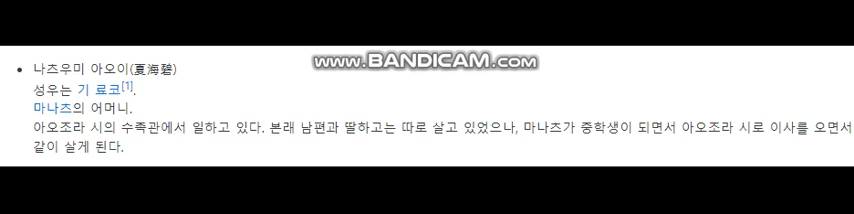 www.BANDICAM.com
• 나츠우미 아오이(夏海碧)
성우는 기 료코[1].
마나츠의 어머니.
아오조라 시의 수족관에서 일하고 있다. 본래 남편과 딸하고는 따로 살고 있었으나, 마나츠가 중학생이 되면서 아오조라 시로 이사를 오면서
같이 살게 된다.